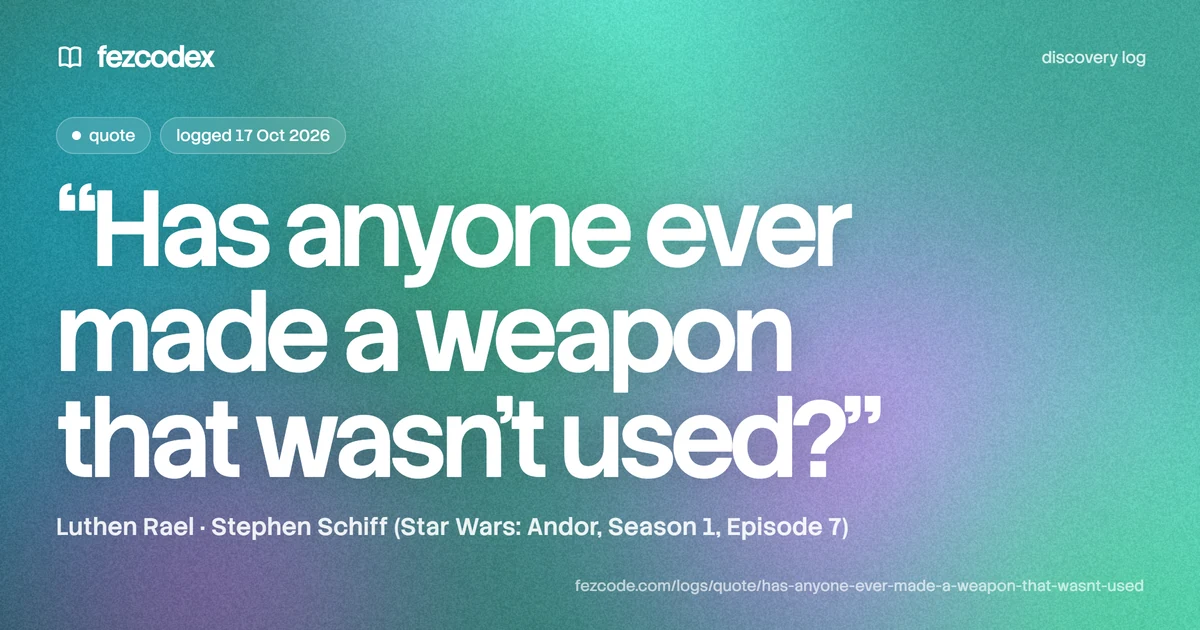 fezcodex
discovery log
quote
logged 17 Oct 2026
“Has anyone ever
made a weapon
that wasn’t used?”
Luthen Rael · Stephen Schiff (Star Wars: Andor, Season 1, Episode 7)
fezcode.com/logs/quote/has-anyone-ever-made-a-weapon-that-wasnt-used